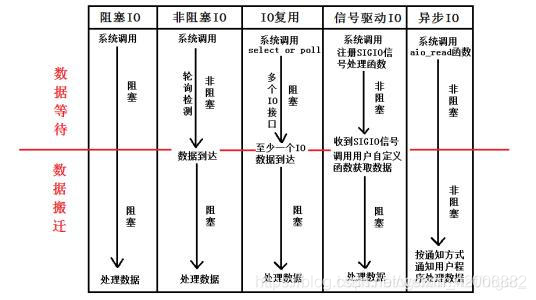 阻塞IO
非阻塞IO
IO复用
信号驱动IO
异步IO
数据等待
数据搬迁
系统调用
阻塞
阻塞
处理数据
系统调用
轮询检测
非阻塞
数据到达
阻塞
处理数据
系统调用
select or poll
多个IO接口
阻塞
至少一个IO
数据到达
阻塞
处理数据
系统调用
注册SIGIO信
号处理函数
非阻塞
收到SIGIO信号
调用用户自定义
函数获取数据
阻塞
处理数据
系统调用
aio_read函数
非阻塞
非阻塞
按通知方式
通知用户程
序处理数据